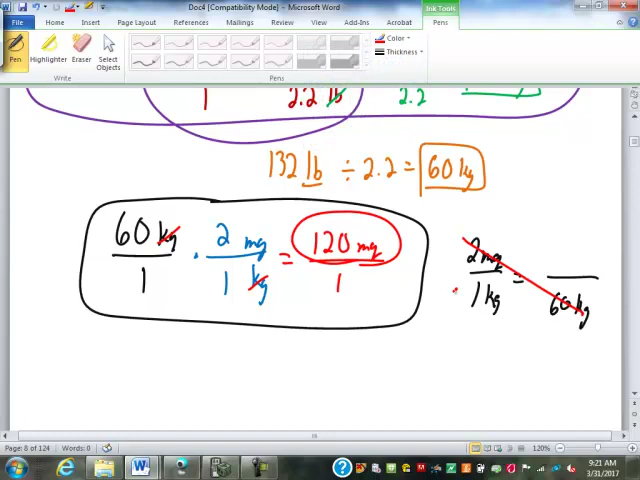 Doc4 [Compatibility Mode] - Microsoft Word
Ink Tools
File Home Insert Page Layout References Mailings Review View Add-Ins Acrobat Pens
Pen Highlighter Eraser Select Objects
Color
Thickness
Write
Pens
1 2.2 lb 2.2
132 lb ÷ 2.2 = 60 kg
60 kg · 2 mg = 120 mg
1 1 kg 1
2 mg =
1 kg 60 kg
Page: 8 of 124 Words: 0 120%
9:21 AM
3/31/2017